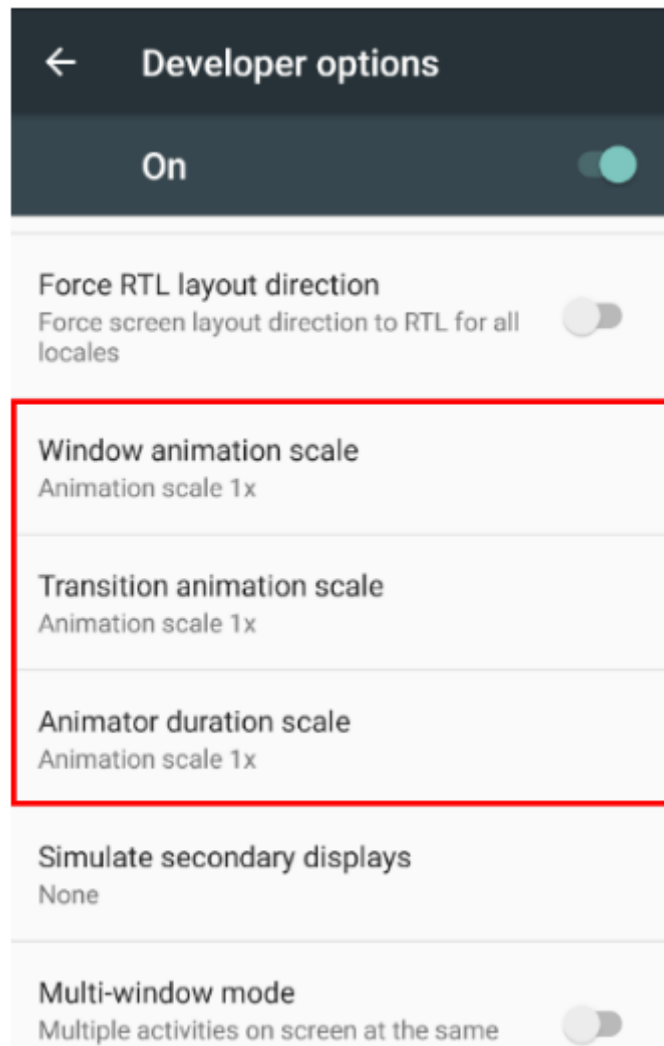 Developer options
On
Force RTL layout direction
Force screen layout direction to RTL for all
locales
Window animation scale
Animation scale 1x
Transition animation scale
Animation scale 1x
Animator duration scale
Animation scale 1x
Simulate secondary displays
None
Multi-window mode
Multiple activities on screen at the same